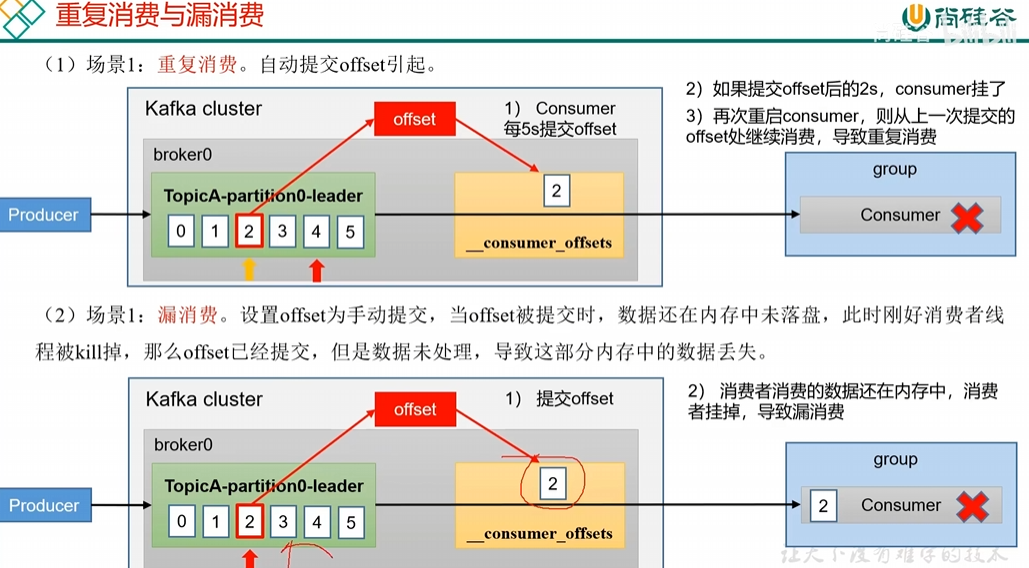 重复消费与漏消费
尚硅谷
(1)场景1:重复消费。自动提交offset引起。
Kafka cluster
offset
1) Consumer
每5s提交offset
2)如果提交offset后的2s,consumer挂了
3)再次重启consumer,则从上一次提交的
offset处继续消费,导致重复消费
broker0
TopicA-partition0-leader
0 1 2 3 4 5
2
__consumer_offsets
Producer
group
Consumer
(2)场景1:漏消费。设置offset为手动提交,当offset被提交时,数据还在内存中未落盘,此时刚好消费者线
程被kill掉,那么offset已经提交,但是数据未处理,导致这部分内存中的数据丢失。
Kafka cluster
offset
1) 提交offset
2) 消费者消费的数据还在内存中,消费
者挂掉,导致漏消费
broker0
TopicA-partition0-leader
0 1 2 3 4 5
2
__consumer_offsets
Producer
group
2
Consumer
让天下没有难学的技术